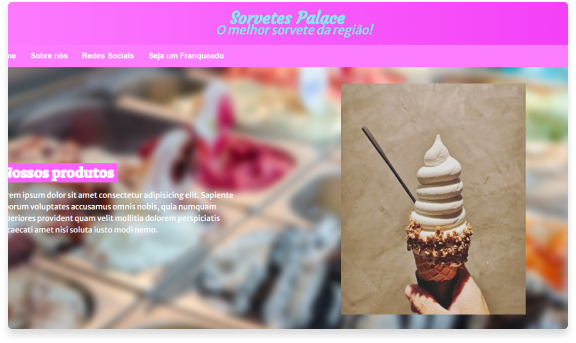 Sorvetes Palace
O melhor sorvete da região!
me Sobre nós Redes Sociais Seja um Franqueado
Nossos produtos
rem ipsum dolor sit amet consectetur adipisicing elit. Sapiente
porum voluptates accusamus omnis nobis, quia numquam
periores provident quam velit mollitia dolorem perspiciatis
caecati amet nisi soluta iusto modi nemo.